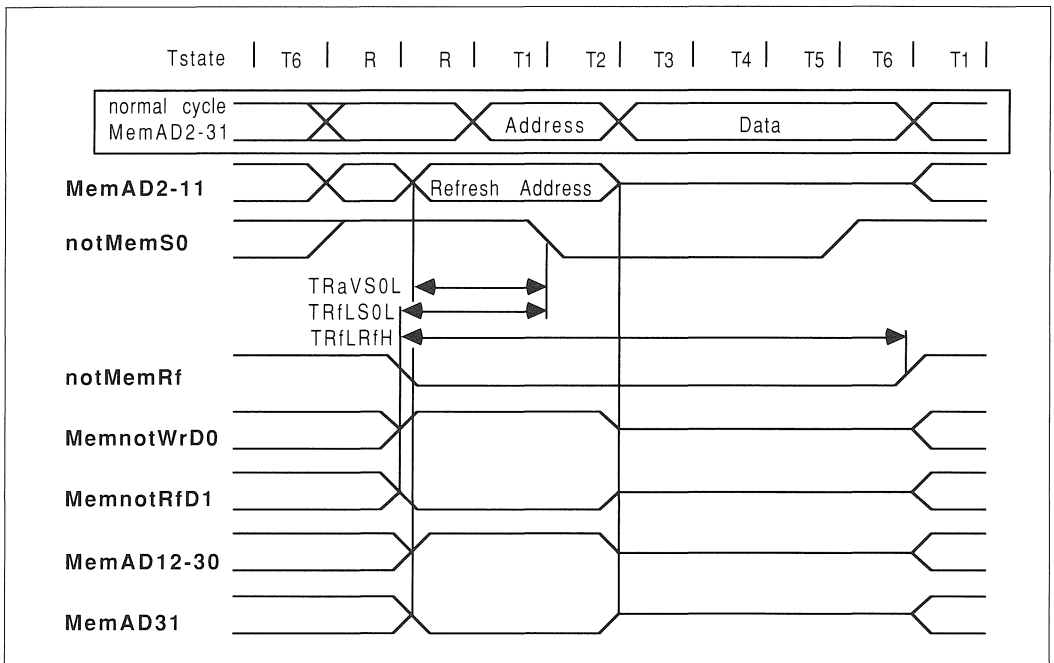 Tstate | T6 | R | R | T1 | T2 | T3 | T4 | T5 | T6 | T1 |
normal cycle
MemAD2-31
Address
Data
MemAD2-11
Refresh Address
notMemS0
TRaVS0L
TRfLS0L
TRfLRfH
notMemRf
MemnotWrD0
MemnotRfD1
MemAD12-30
MemAD31